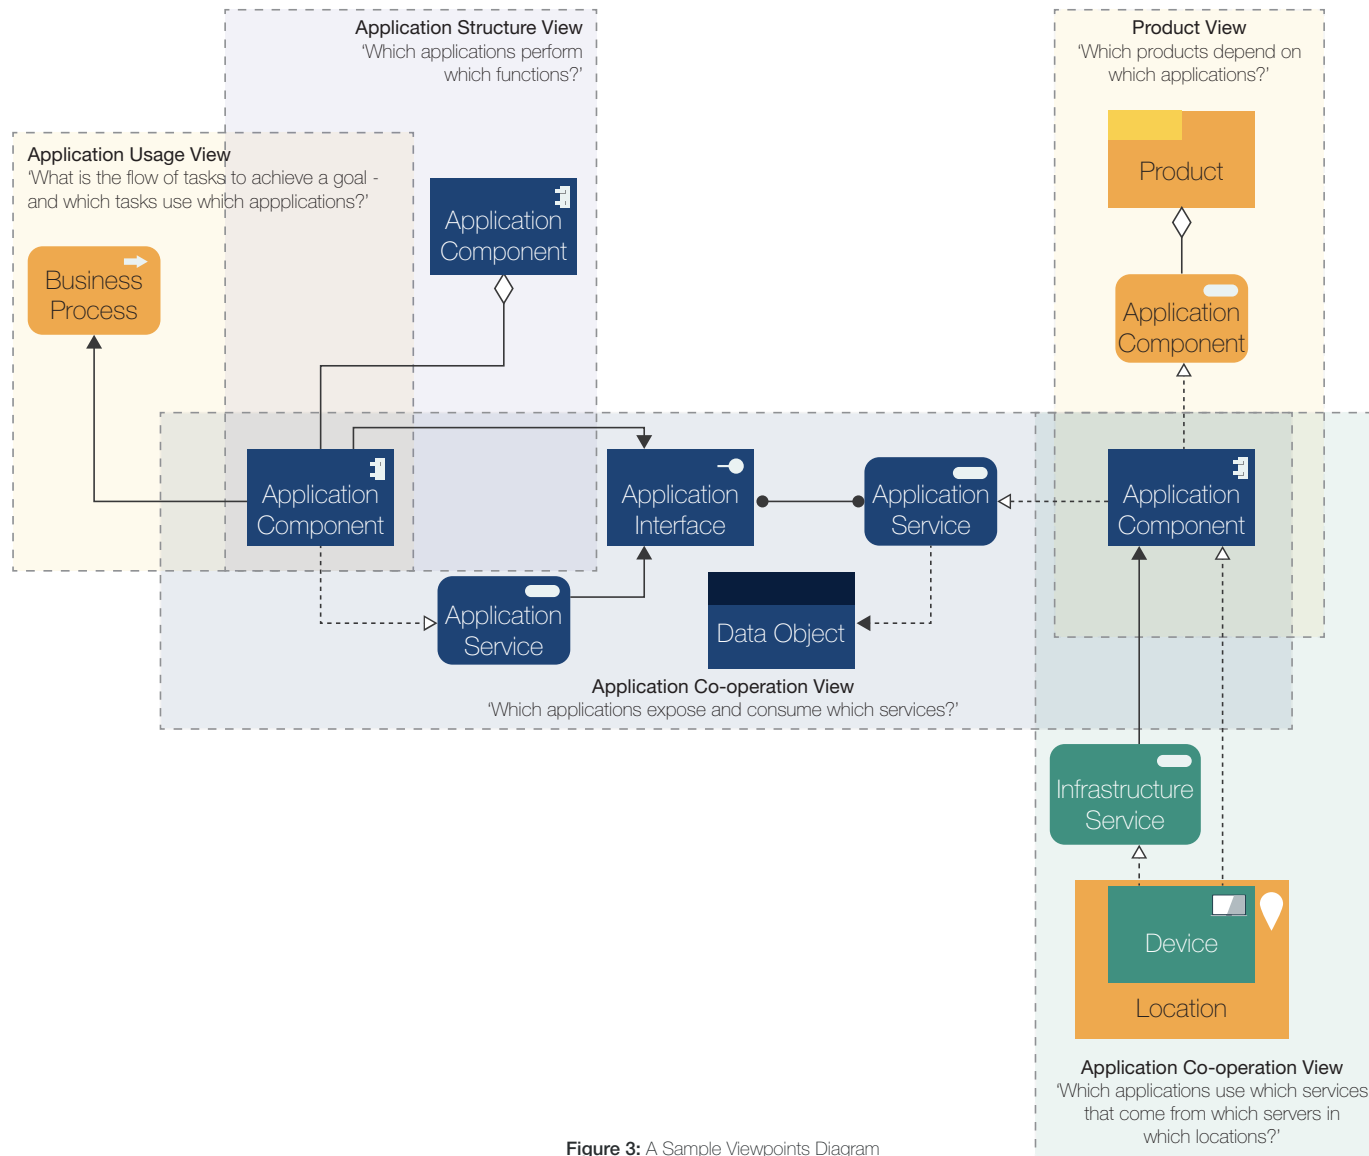 Application Structure View
‘Which applications perform
which functions?’
Product View
‘Which products depend on
which applications?’
Application Usage View
‘What is the flow of tasks to achieve a goal -
and which tasks use which appplications?’
Product
Application
Component
Business
Process
Application
Component
Application
Component
Application
Interface
Application
Service
Application
Component
Application
Service
Data Object
Application Co-operation View
‘Which applications expose and consume which services?’
Infrastructure
Service
Device
Location
Application Co-operation View
‘Which applications use which services
that come from which servers in
which locations?’
Figure 3: A Sample Viewpoints Diagram